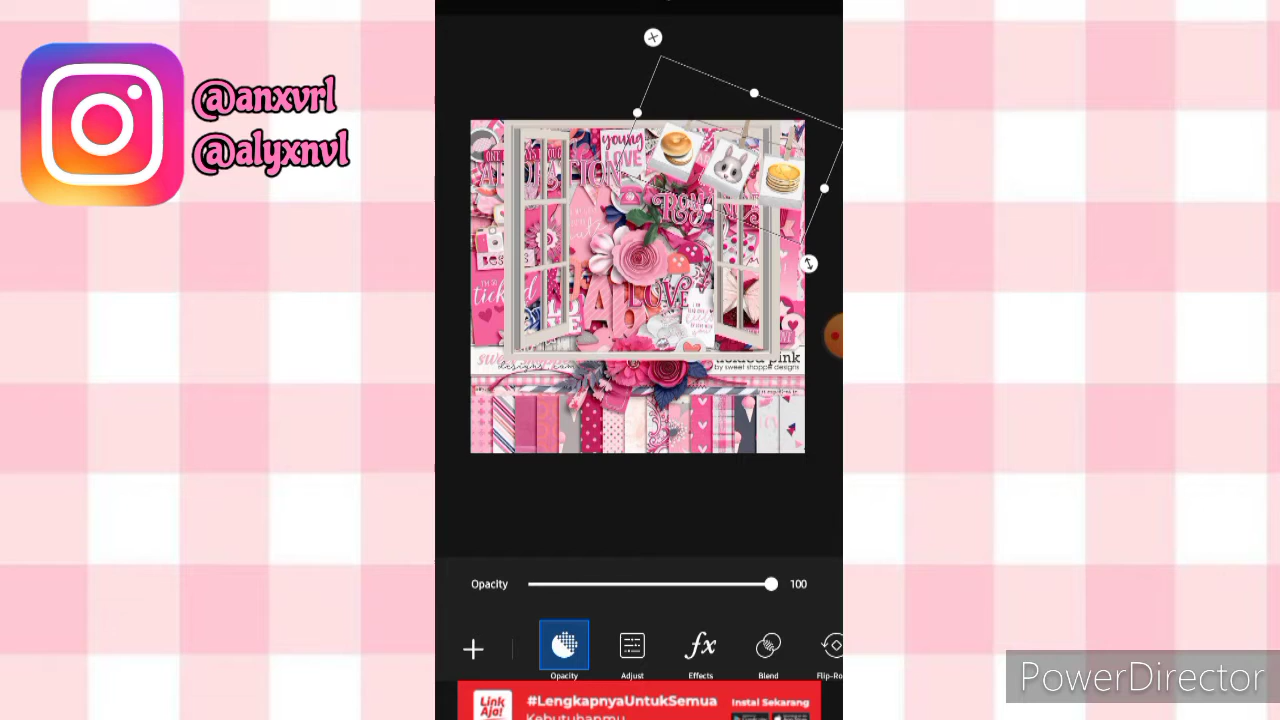 @anxvrl
@alyxnvl
young
LOVE
LOVE
tickled pink
by sweet shoppe designs
Opacity
100
Opacity
Adjust
Effects
Blend
Flip-Ro
Link
Aja!
#LengkapnyaUntukSemua
Kebutuhanmu
Instal Sekarang
PowerDirector